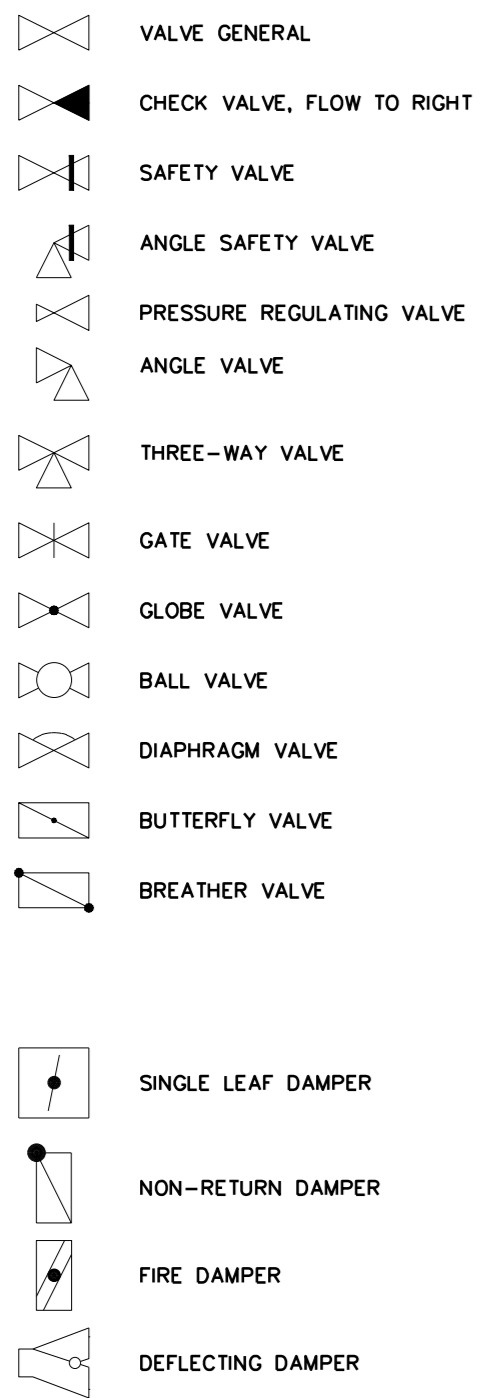 VALVE GENERAL
CHECK VALVE, FLOW TO RIGHT
SAFETY VALVE
ANGLE SAFETY VALVE
PRESSURE REGULATING VALVE
ANGLE VALVE
THREE-WAY VALVE
GATE VALVE
GLOBE VALVE
BALL VALVE
DIAPHRAGM VALVE
BUTTERFLY VALVE
BREATHER VALVE
SINGLE LEAF DAMPER
NON-RETURN DAMPER
FIRE DAMPER
DEFLECTING DAMPER